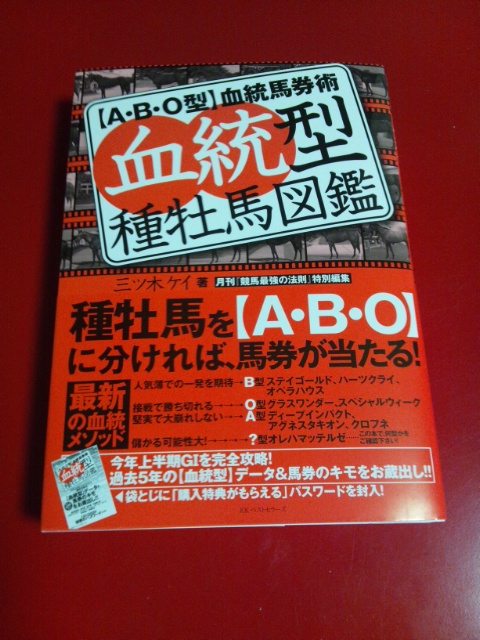 【A・B・O型】血統馬券術
血統型
種牡馬図鑑
三ツ木ケイ 著 月刊「競馬最強の法則」特別編集
種牡馬を【A・B・O】
に分ければ、馬券が当たる!
最新
の血統
メソッド
人気薄での一発を期待→B型 ステイゴールド、ハーツクライ、
オペラハウス
接戦で勝ち切れる→O型 グラスワンダー、スペシャルウィーク
堅実で大崩れしない→A型 ディープインパクト、
アグネスタキオン、クロフネ
儲かる可能性大!→?型 オレハマッテルゼ…
今年上半期GIを完全攻略!
過去5年の【血統型】データ&馬券のキモをお蔵出し!!
◀袋とじに「購入特典がもらえる」パスワードを封入!
血統型
KKベストセラーズ